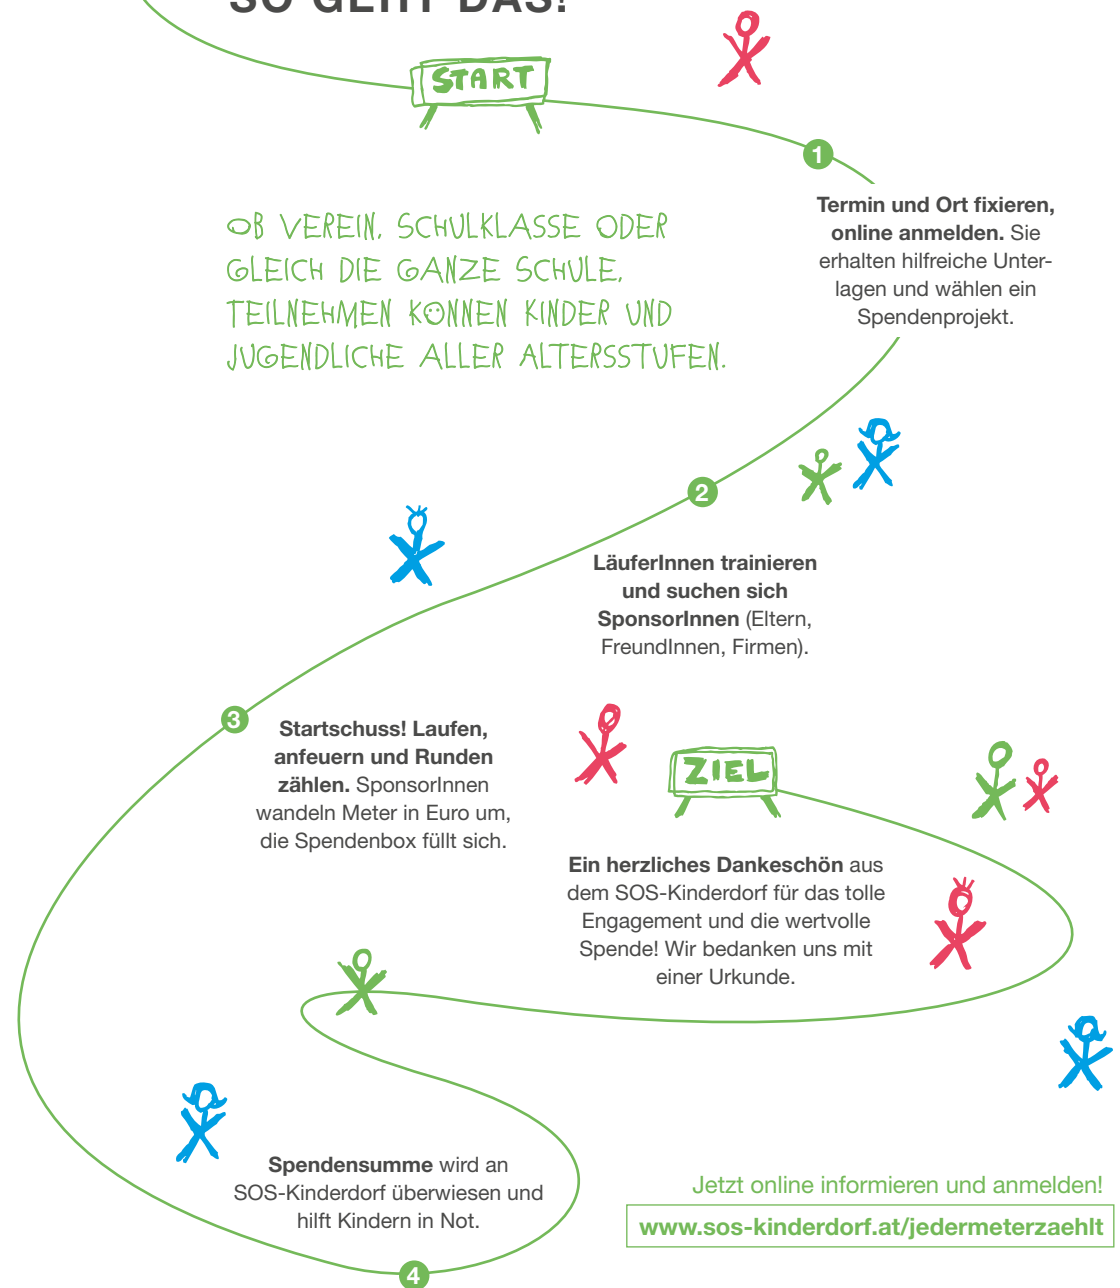 SO GEHT DAS!
START
1
Termin und Ort fixieren,
online anmelden. Sie
erhalten hilfreiche Unter-
lagen und wählen ein
Spendenprojekt.
OB VEREIN, SCHULKLASSE ODER
GLEICH DIE GANZE SCHULE,
TEILNEHMEN KÖNNEN KINDER UND
JUGENDLICHE ALLER ALTERSSTUFEN.
2
LäuferInnen trainieren
und suchen sich
SponsorInnen (Eltern,
FreundInnen, Firmen).
3
Startschuss! Laufen,
anfeuern und Runden
zählen. SponsorInnen
wandeln Meter in Euro um,
die Spendenbox füllt sich.
ZIEL
Ein herzliches Dankeschön aus
dem SOS-Kinderdorf für das tolle
Engagement und die wertvolle
Spende! Wir bedanken uns mit
einer Urkunde.
Spendensumme wird an
SOS-Kinderdorf überwiesen und
hilft Kindern in Not.
4
Jetzt online informieren und anmelden!
www.sos-kinderdorf.at/jedermeterzaehlt